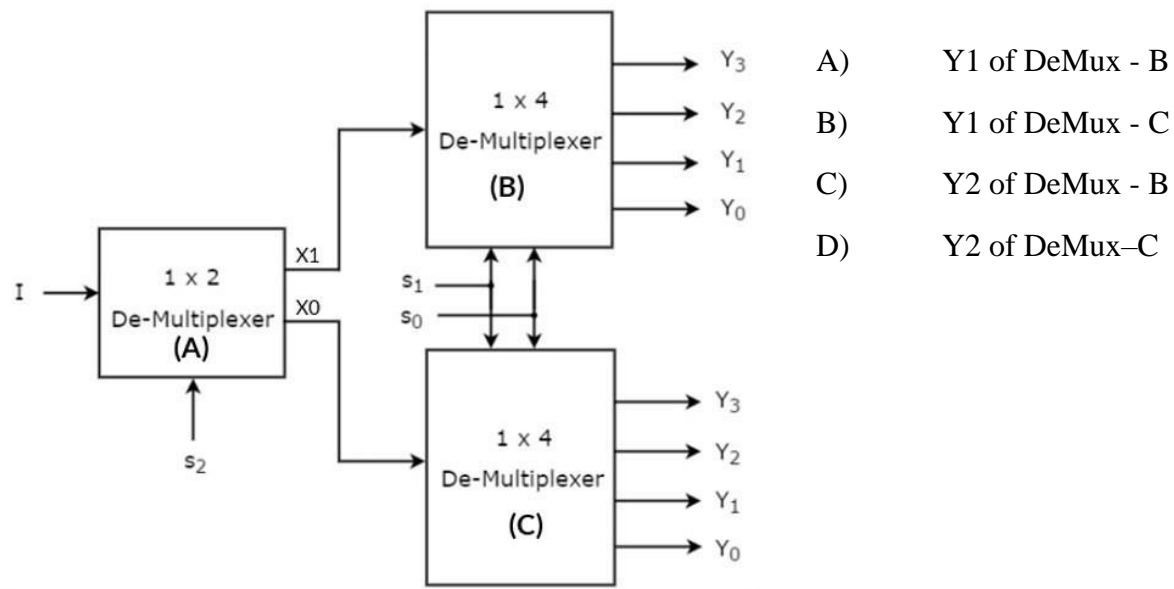 Y₃
1 x 4
Y₂
De-Multiplexer
(B)
Y₁
Y₀
X1
1 x 2
I
De-Multiplexer
(A)
X0
s₂
s₁
s₀
1 x 4
De-Multiplexer
(C)
Y₃
Y₂
Y₁
Y₀
A) Y1 of DeMux - B
B) Y1 of DeMux - C
C) Y2 of DeMux - B
D) Y2 of DeMux–C